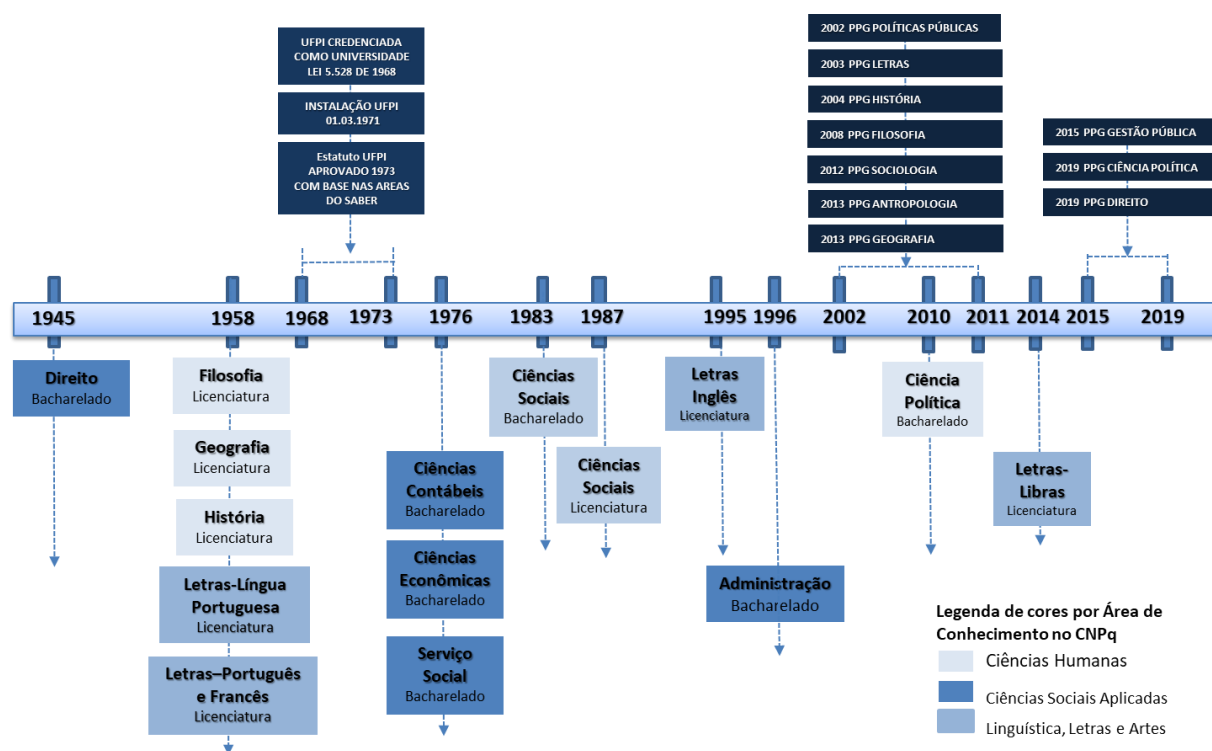 UFPI CREDENCIADA
COMO UNIVERSIDADE
LEI 5.528 DE 1968
INSTALAÇÃO UFPI
01.03.1971
Estatuto UFPI
APROVADO 1973
COM BASE NAS AREAS
DO SABER
2002 PPG POLÍTICAS PÚBLICAS
2003 PPG LETRAS
2004 PPG HISTÓRIA
2008 PPG FILOSOFIA
2012 PPG SOCIOLOGIA
2013 PPG ANTROPOLOGIA
2013 PPG GEOGRAFIA
2015 PPG GESTÃO PÚBLICA
2019 PPG CIÊNCIA POLÍTICA
2019 PPG DIREITO
1945 1958 1968 1973 1976 1983 1987 1995 1996 2002 2010 2011 2014 2015 2019
Direito
Bacharelado
Filosofia
Licenciatura
Geografia
Licenciatura
História
Licenciatura
Letras-Língua
Portuguesa
Licenciatura
Letras–Português
e Francês
Licenciatura
Ciências
Contábeis
Bacharelado
Ciências
Econômicas
Bacharelado
Serviço
Social
Bacharelado
Ciências
Sociais
Bacharelado
Ciências
Sociais
Licenciatura
Letras
Inglês
Licenciatura
Administração
Bacharelado
Ciência
Política
Bacharelado
Letras-
Libras
Licenciatura
Legenda de cores por Área de
Conhecimento no CNPq
Ciências Humanas
Ciências Sociais Aplicadas
Linguística, Letras e Artes